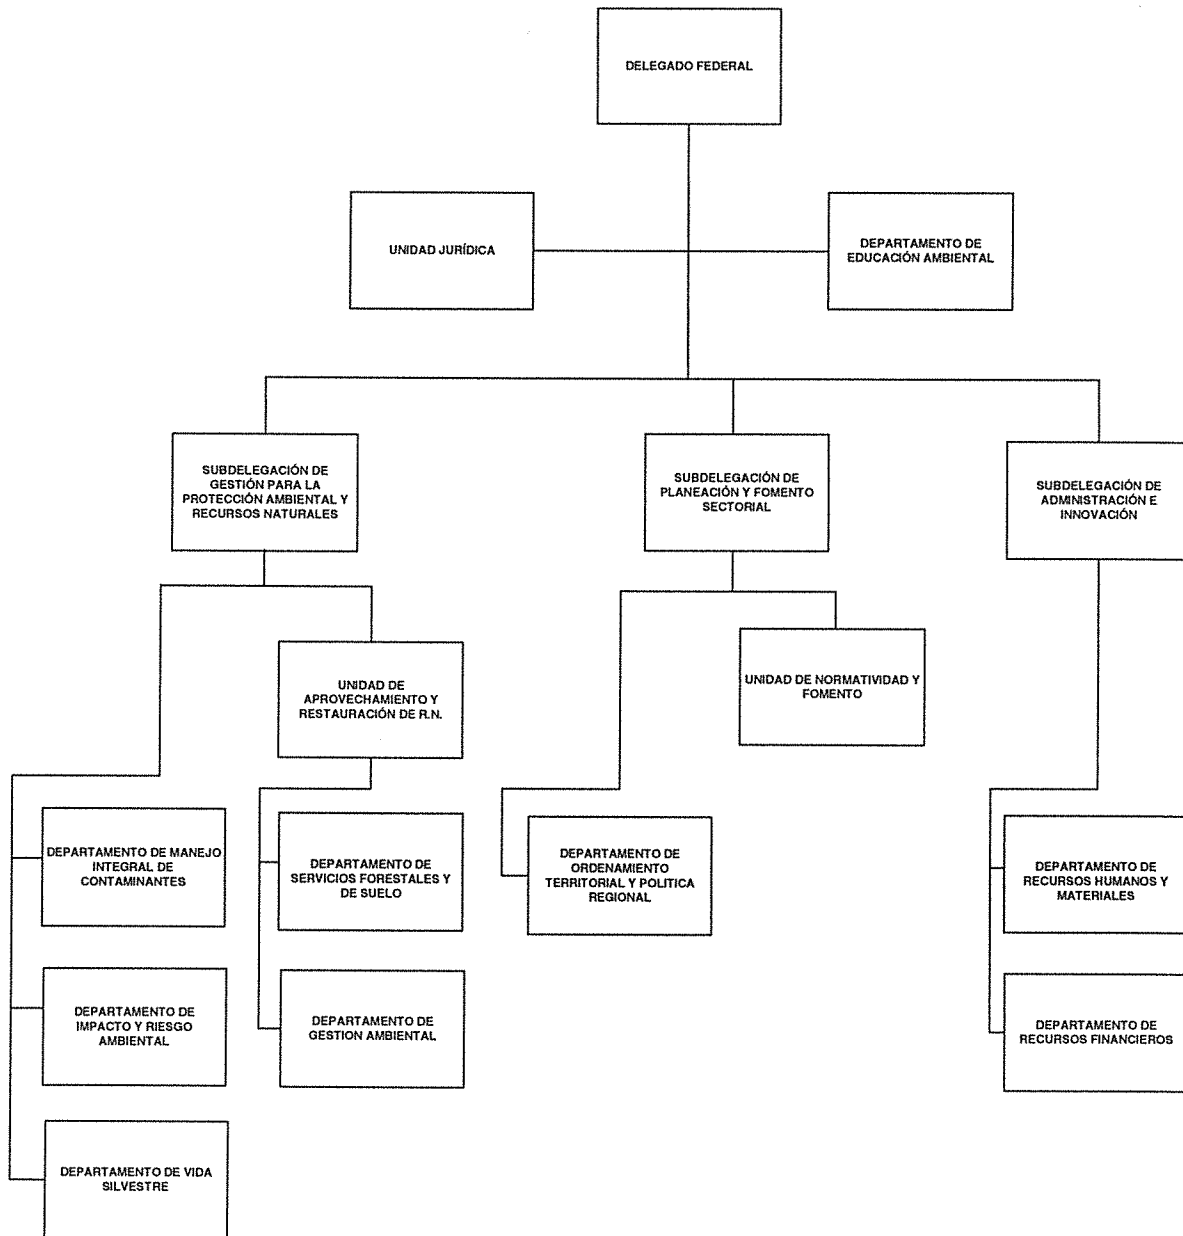 DELEGADO FEDERAL
UNIDAD JURÍDICA
DEPARTAMENTO DE
EDUCACIÓN AMBIENTAL
SUBDELEGACIÓN DE
GESTIÓN PARA LA
PROTECCIÓN AMBIENTAL Y
RECURSOS NATURALES
SUBDELEGACIÓN DE
PLANEACIÓN Y FOMENTO
SECTORIAL
SUBDELEGACIÓN DE
ADMINISTRACIÓN E
INNOVACIÓN
UNIDAD DE
APROVECHAMIENTO Y
RESTAURACIÓN DE R.N.
UNIDAD DE NORMATIVIDAD Y
FOMENTO
DEPARTAMENTO DE MANEJO
INTEGRAL DE
CONTAMINANTES
DEPARTAMENTO DE
SERVICIOS FORESTALES Y
DE SUELO
DEPARTAMENTO DE
ORDENAMIENTO
TERRITORIAL Y POLITICA
REGIONAL
DEPARTAMENTO DE
RECURSOS HUMANOS Y
MATERIALES
DEPARTAMENTO DE
IMPACTO Y RIESGO
AMBIENTAL
DEPARTAMENTO DE
GESTION AMBIENTAL
DEPARTAMENTO DE
RECURSOS FINANCIEROS
DEPARTAMENTO DE VIDA
SILVESTRE